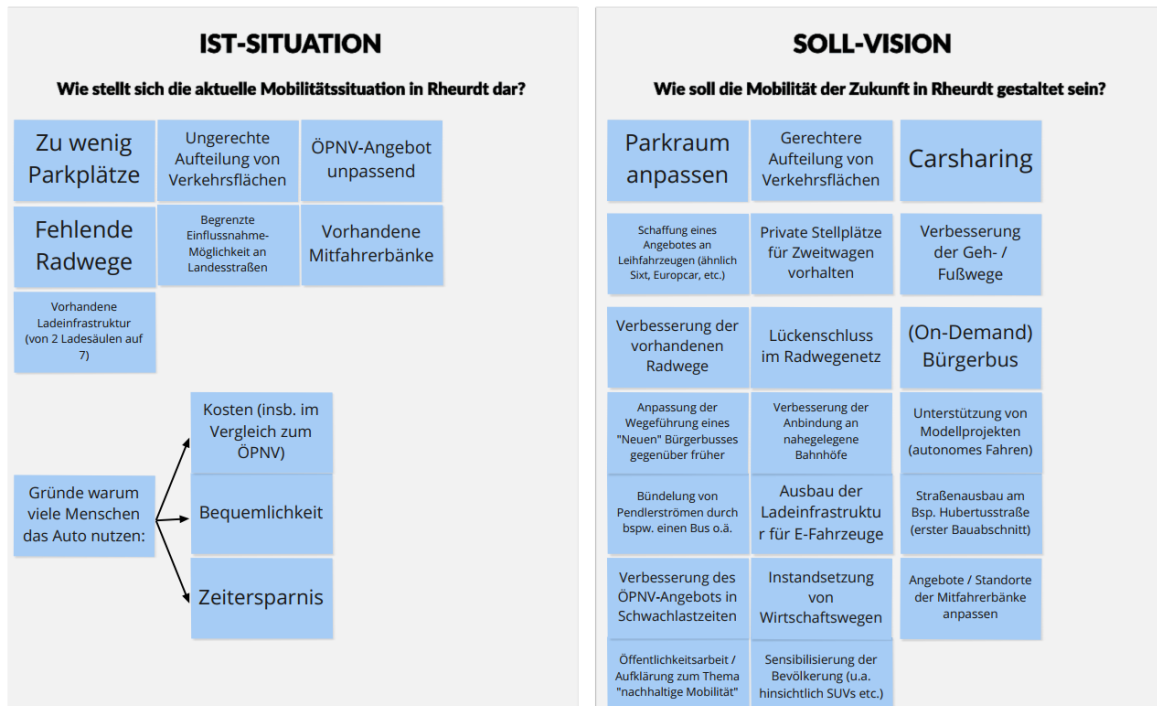 IST-SITUATION
Wie stellt sich die aktuelle Mobilitätssituation in Rheurdt dar?
Zu wenig
Parkplätze
Ungerechte
Aufteilung von
Verkehrsflächen
ÖPNV-Angebot
unpassend
Fehlende
Radwege
Begrenzte
Einflussnahme-
Möglichkeit an
Landesstraßen
Vorhandene
Mitfahrerbänke
Vorhandene
Ladeinfrastruktur
(von 2 Ladesäulen auf
7)
Gründe warum
viele Menschen
das Auto nutzen:
Kosten (insb. im
Vergleich zum
ÖPNV)
Bequemlichkeit
Zeitersparnis
SOLL-VISION
Wie soll die Mobilität der Zukunft in Rheurdt gestaltet sein?
Parkraum
anpassen
Gerechtere
Aufteilung von
Verkehrsflächen
Carsharing
Schaffung eines
Angebotes an
Leihfahrzeugen (ähnlich
Sixt, Europcar, etc.)
Private Stellplätze
für Zweitwagen
vorhalten
Verbesserung
der Geh- /
Fußwege
Verbesserung der
vorhandenen
Radwege
Lückenschluss
im Radwegenetz
(On-Demand)
Bürgerbus
Anpassung der
Wegeführung eines
"Neuen" Bürgerbusses
gegenüber früher
Verbesserung der
Anbindung an
nahegelegene
Bahnhöfe
Unterstützung von
Modellprojekten
(autonomes Fahren)
Bündelung von
Pendlerströmen durch
bspw. einen Bus o.ä.
Ausbau der
Ladeinfrastruktu
r für E-Fahrzeuge
Straßenausbau am
Bsp. Hubertusstraße
(erster Bauabschnitt)
Verbesserung des
ÖPNV-Angebots in
Schwachlastzeiten
Instandsetzung
von
Wirtschaftswegen
Angebote / Standorte
der Mitfahrerbänke
anpassen
Öffentlichkeitsarbeit /
Aufklärung zum Thema
"nachhaltige Mobilität"
Sensibilisierung der
Bevölkerung (u.a.
hinsichtlich SUVs etc.)